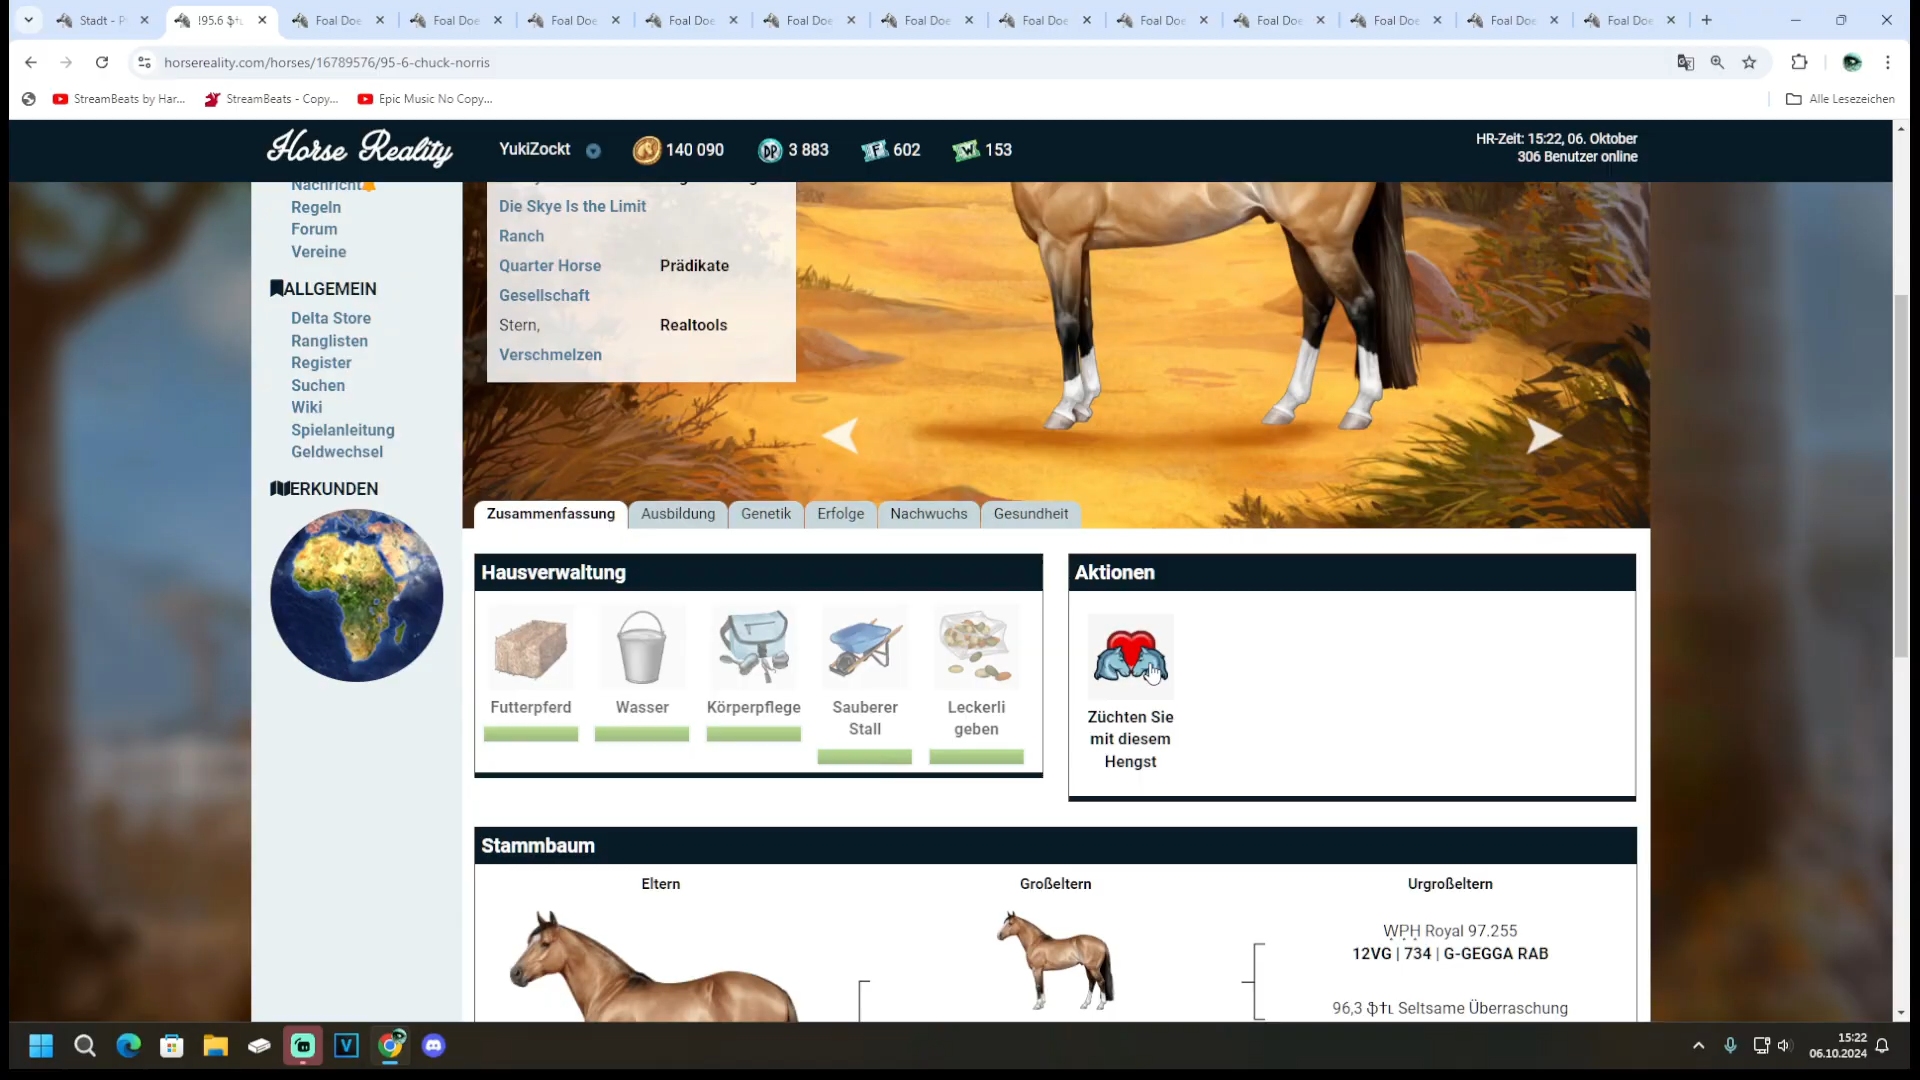 Stadt - P
!95.6 ֆtɩ
Foal Doe
Foal Doe
Foal Doe
Foal Doe
Foal Doe
Foal Doe
Foal Doe
Foal Doe
Foal Doe
Foal Doe
Foal Doe
Foal Doe
horsereality.com/horses/16789576/95-6-chuck-norris
StreamBeats by Har...
StreamBeats - Copy...
Epic Music No Copy...
Alle Lesezeichen
Horse Reality
YukiZockt
140 090
DP 3 883
F 602
W 153
HR-Zeit: 15:22, 06. Oktober
306 Benutzer online
Nachricht
Regeln
Forum
Vereine
ALLGEMEIN
Delta Store
Ranglisten
Register
Suchen
Wiki
Spielanleitung
Geldwechsel
ERKUNDEN
Die Skye Is the Limit
Ranch
Quarter Horse
Prädikate
Gesellschaft
Stern,
Realtools
Verschmelzen
Zusammenfassung
Ausbildung
Genetik
Erfolge
Nachwuchs
Gesundheit
Hausverwaltung
Futterpferd
Wasser
Körperpflege
Sauberer
Stall
Leckerli
geben
Aktionen
Züchten Sie
mit diesem
Hengst
Stammbaum
Eltern
Großeltern
Urgroßeltern
WPH Royal 97.255
12VG | 734 | G-GEGGA RAB
96,3 ֆtɩ Seltsame Überraschung
V
15:22
06.10.2024